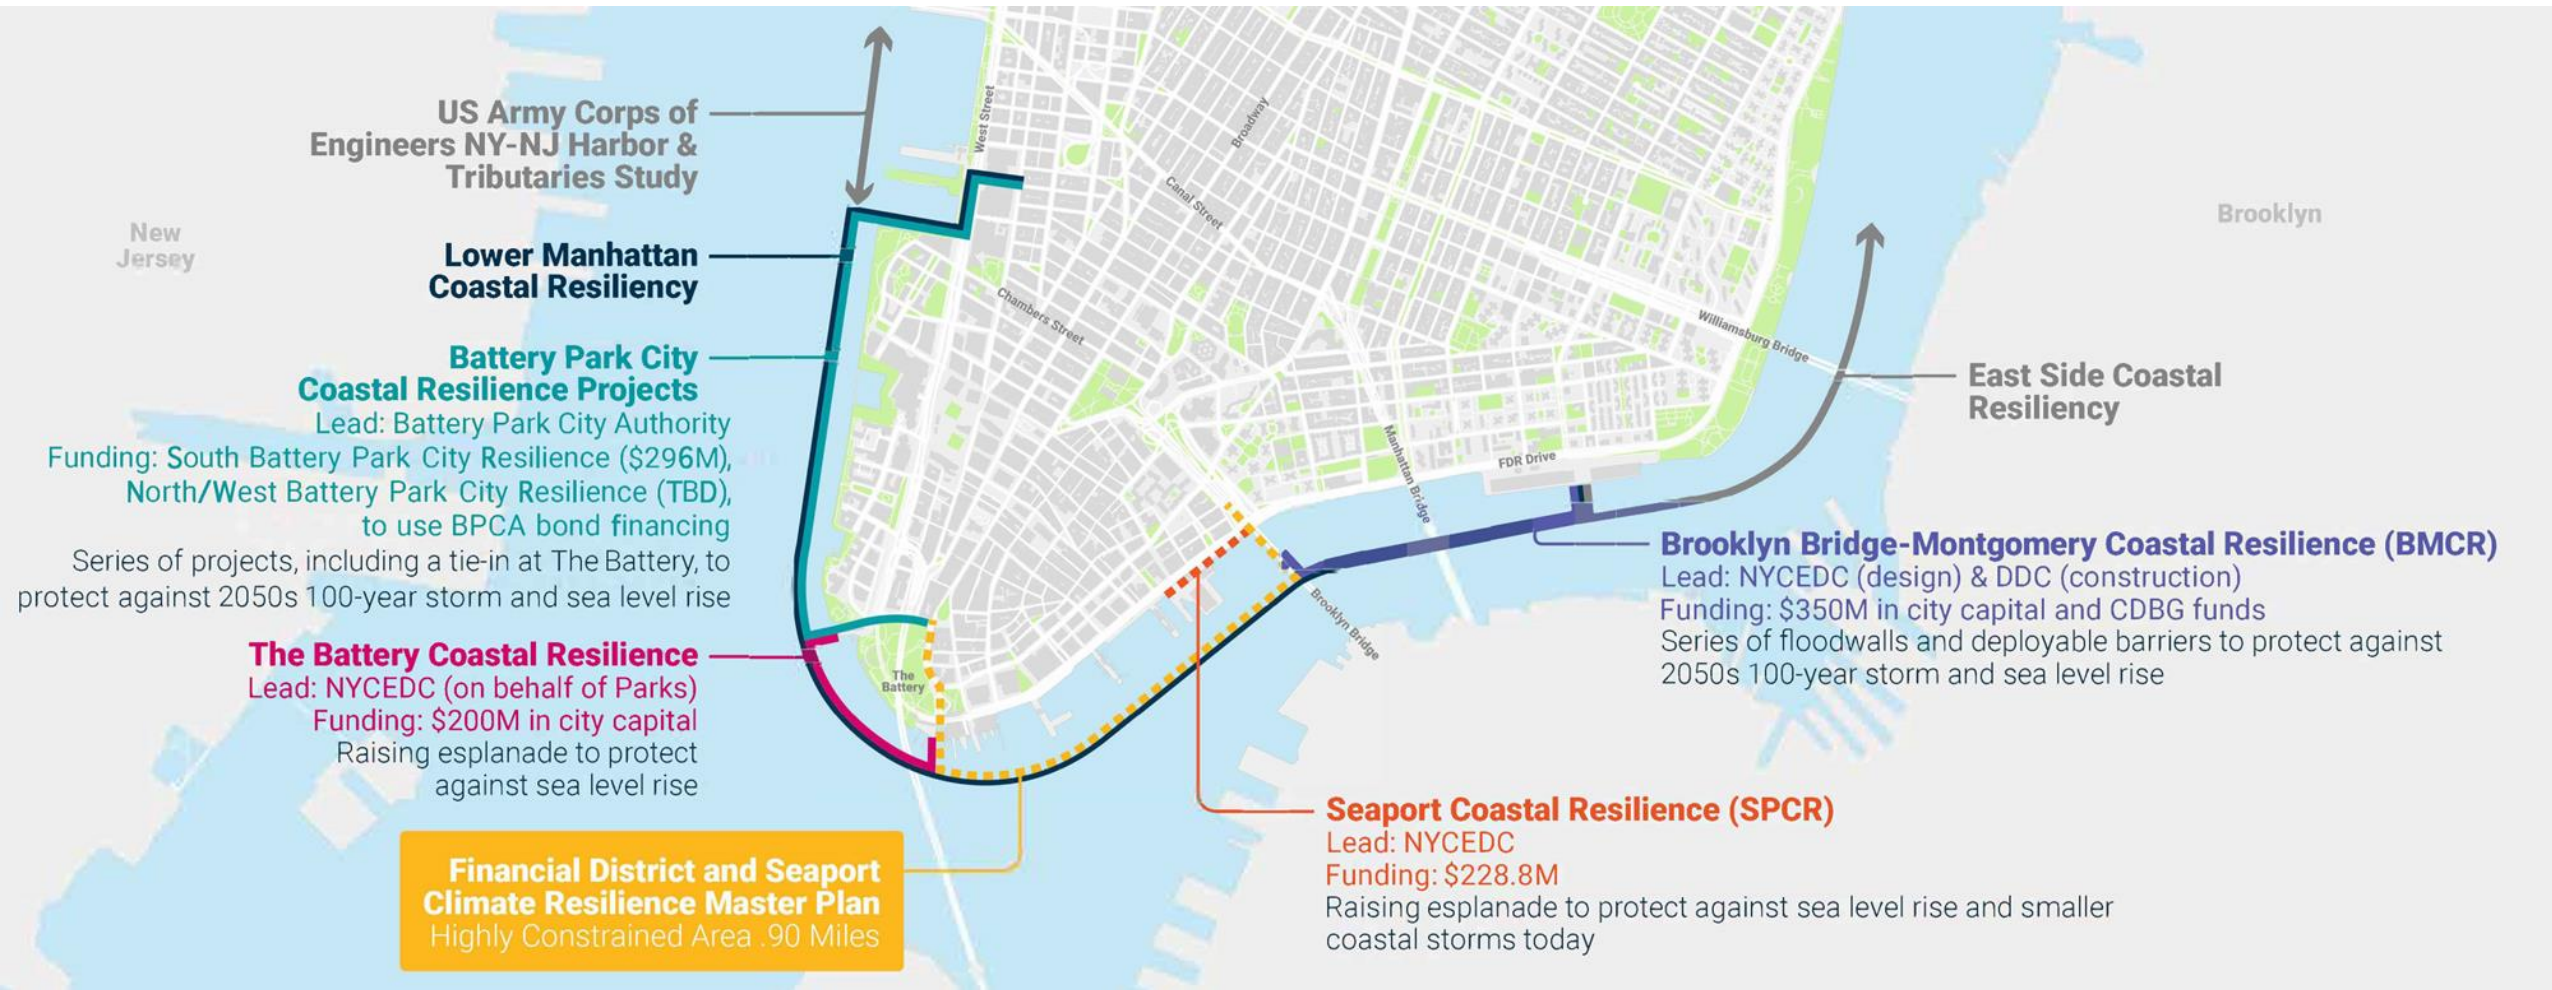 US Army Corps of
Engineers NY-NJ Harbor &
Tributaries Study
New
Jersey
Lower Manhattan
Coastal Resiliency
Battery Park City
Coastal Resilience Projects
Lead: Battery Park City Authority
Funding: South Battery Park City Resilience ($296M),
North/West Battery Park City Resilience (TBD),
to use BPCA bond financing
Series of projects, including a tie-in at The Battery, to
protect against 2050s 100-year storm and sea level rise
The Battery Coastal Resilience
Lead: NYCEDC (on behalf of Parks)
Funding: $200M in city capital
Raising esplanade to protect
against sea level rise
Financial District and Seaport
Climate Resilience Master Plan
Highly Constrained Area .90 Miles
West Street
Broadway
Canal Street
Chambers Street
The
Battery
Manhattan Bridge
FDR Drive
Williamsburg Bridge
Brooklyn Bridge
Brooklyn
East Side Coastal
Resiliency
Brooklyn Bridge-Montgomery Coastal Resilience (BMCR)
Lead: NYCEDC (design) & DDC (construction)
Funding: $350M in city capital and CDBG funds
Series of floodwalls and deployable barriers to protect against
2050s 100-year storm and sea level rise
Seaport Coastal Resilience (SPCR)
Lead: NYCEDC
Funding: $228.8M
Raising esplanade to protect against sea level rise and smaller
coastal storms today